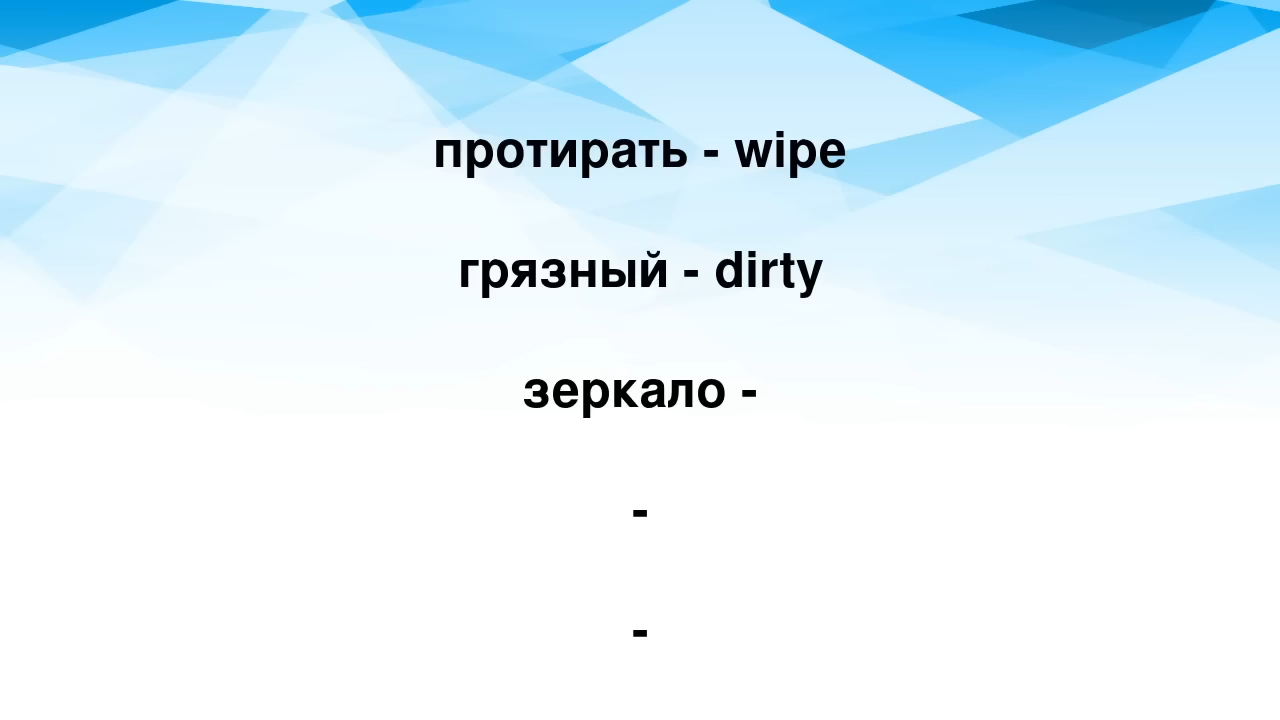 протирать - wipe
грязный - dirty
зеркало -
-
-